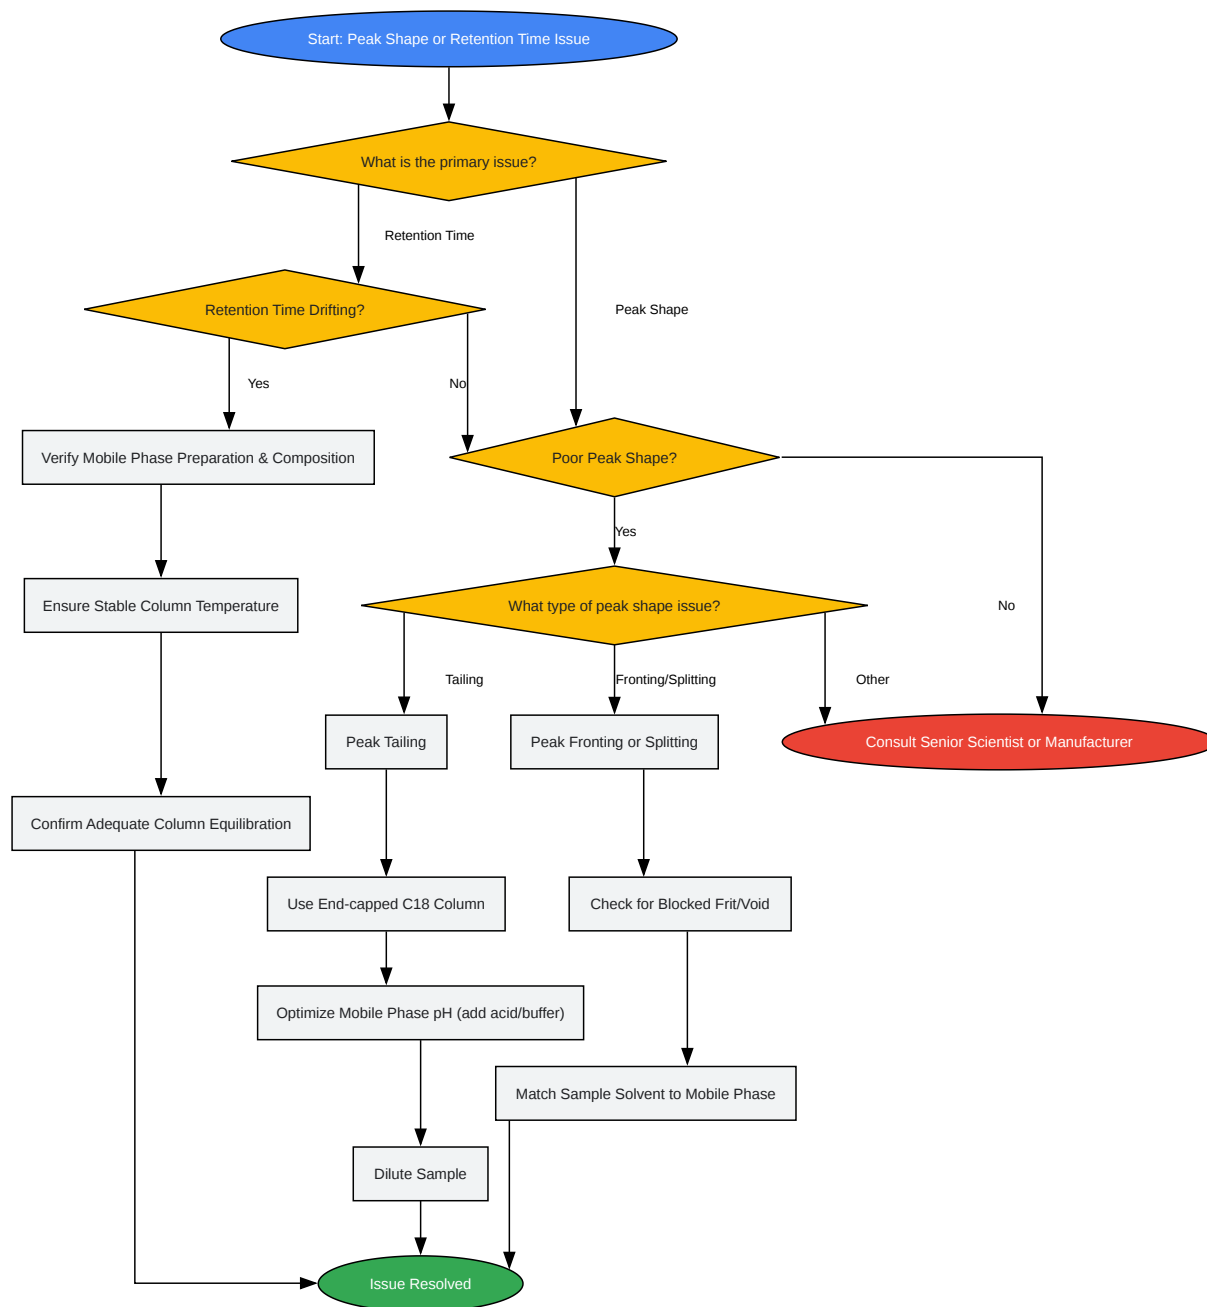 Start: Peak Shape or Retention Time Issue
What is the primary issue?
Retention Time
Retention Time Drifting?
Peak Shape
Yes
No
Verify Mobile Phase Preparation & Composition
Poor Peak Shape?
Yes
Ensure Stable Column Temperature
What type of peak shape issue?
No
Tailing
Fronting/Splitting
Other
Peak Tailing
Peak Fronting or Splitting
Consult Senior Scientist or Manufacturer
Confirm Adequate Column Equilibration
Use End-capped C18 Column
Check for Blocked Frit/Void
Optimize Mobile Phase pH (add acid/buffer)
Match Sample Solvent to Mobile Phase
Dilute Sample
Issue Resolved